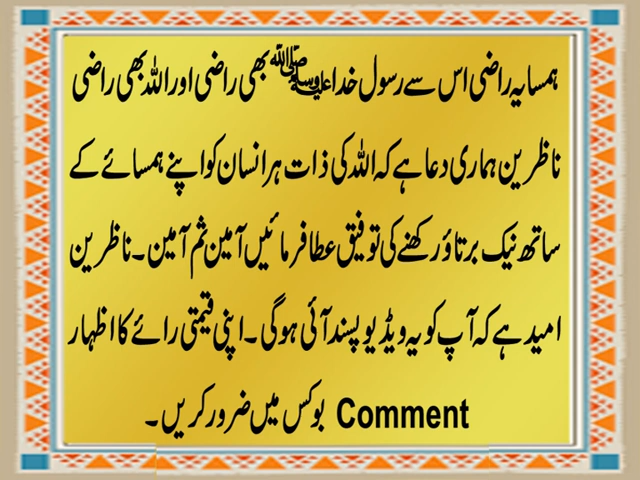 ہمسایہ راضی اس سے رسول خداﷺ بھی راضی اور اللہ بھی راضی
ناظرین ہماری دعا ہے کہ اللہ کی ذات ہر انسان کو اپنے ہمسائے کے
ساتھ نیک برتاؤ رکھنے کی توفیق عطا فرمائیں آمین ثم آمین۔ ناظرین
امید ہے کہ آپ کو یہ ویڈیو پسند آئی ہوگی۔ اپنی قیمتی رائے کا اظہار
Comment بوکس میں ضرور کریں۔